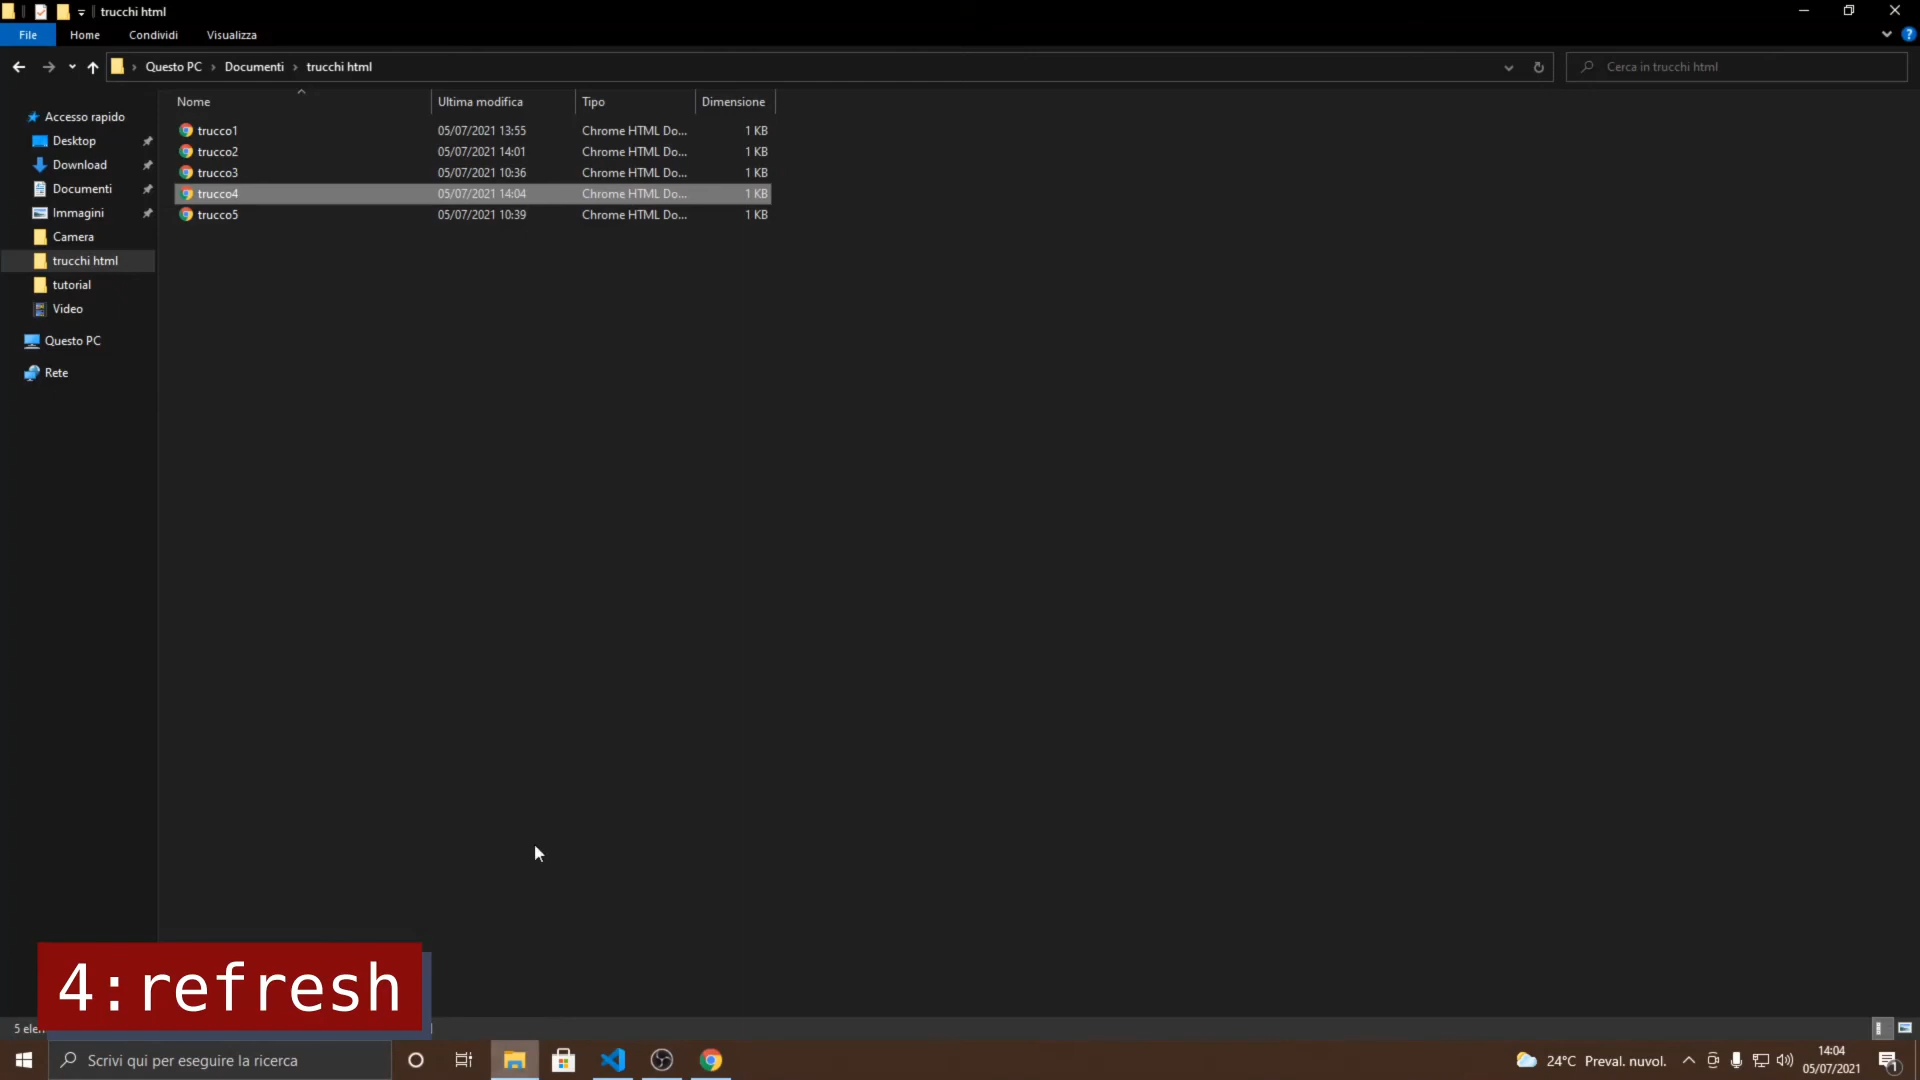 trucchi html
File Home Condividi Visualizza
Questo PC › Documenti › trucchi html
Cerca in trucchi html
Nome Ultima modifica Tipo Dimensione
trucco1 05/07/2021 13:55 Chrome HTML Do... 1 KB
trucco2 05/07/2021 14:01 Chrome HTML Do... 1 KB
trucco3 05/07/2021 10:36 Chrome HTML Do... 1 KB
trucco4 05/07/2021 14:04 Chrome HTML Do... 1 KB
trucco5 05/07/2021 10:39 Chrome HTML Do... 1 KB
Accesso rapido
Desktop
Download
Documenti
Immagini
Camera
trucchi html
tutorial
Video
Questo PC
Rete
4:refresh
5
Scrivi qui per eseguire la ricerca
24°C Preval. nuvol.
14:04
05/07/2021
1